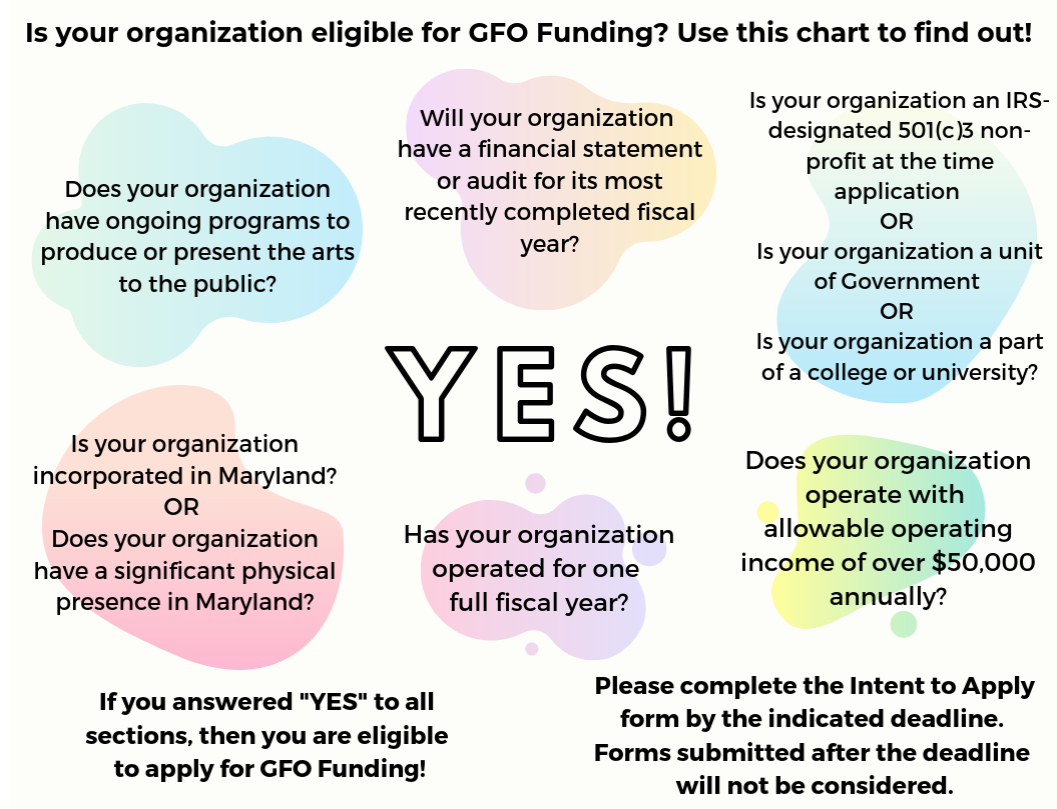 Is your organization eligible for GFO Funding? Use this chart to find out!
Does your organization
have ongoing programs to
produce or present the arts
to the public?
Will your organization
have a financial statement
or audit for its most
recently completed fiscal
year?
Is your organization an IRS-
designated 501(c)3 non-
profit at the time
application
OR
Is your organization a unit
of Government
OR
Is your organization a part
of a college or university?
YES!
Is your organization
incorporated in Maryland?
OR
Does your organization
have a significant physical
presence in Maryland?
Has your organization
operated for one
full fiscal year?
Does your organization
operate with
allowable operating
income of over $50,000
annually?
If you answered "YES" to all
sections, then you are eligible
to apply for GFO Funding!
Please complete the Intent to Apply
form by the indicated deadline.
Forms submitted after the deadline
will not be considered.